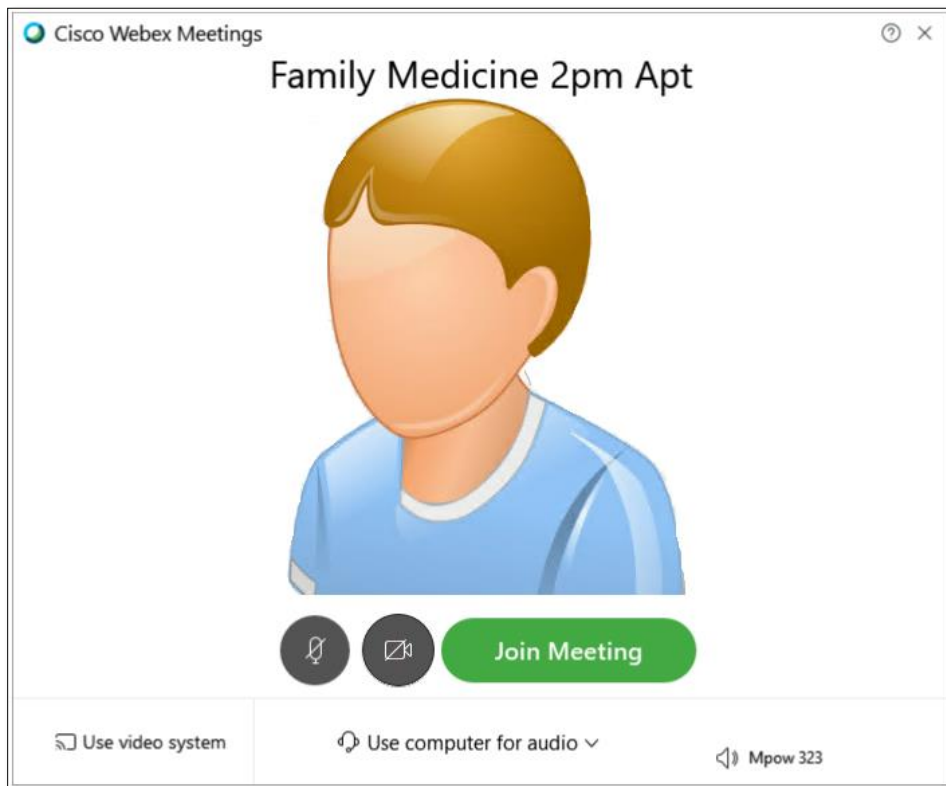 Cisco Webex Meetings
Family Medicine 2pm Apt
Join Meeting
Use video system
Use computer for audio
Mpow 323